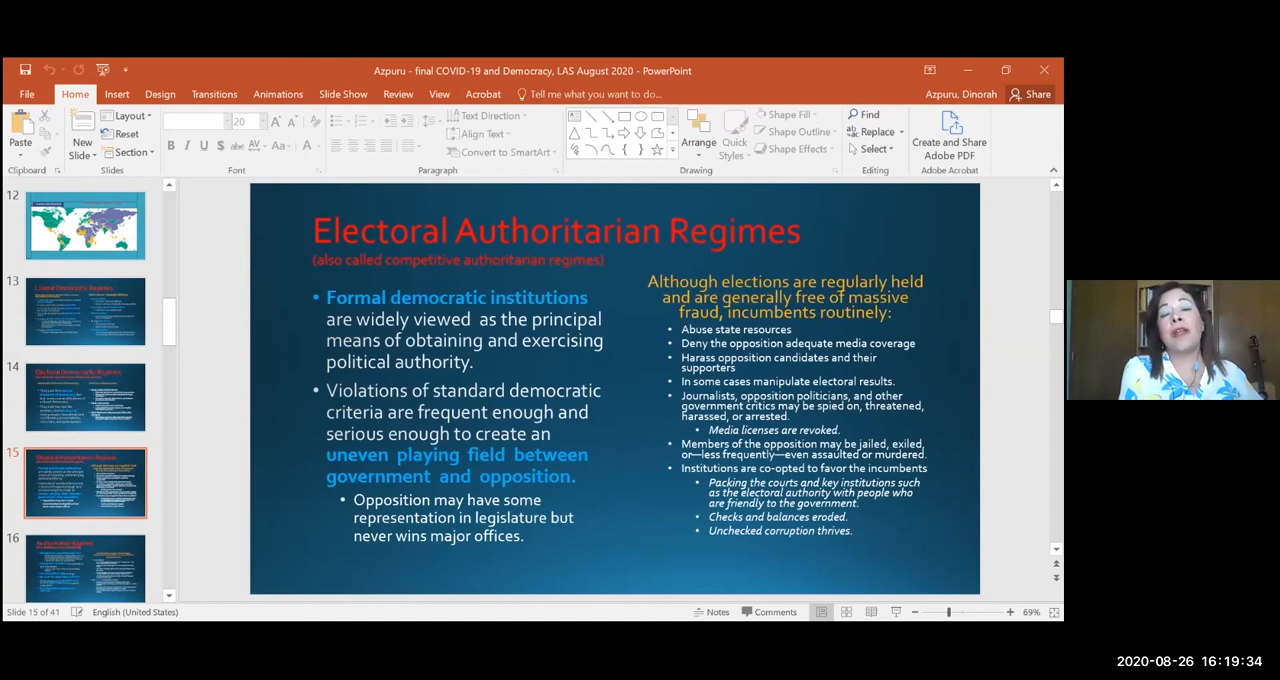 Azpuru - final COVID-19 and Democracy, LAS August 2020 - PowerPoint
File Home Insert Design Transitions Animations Slide Show Review View Acrobat Tell me what you want to do... Azpuru, Dinorah Share
Paste
New
Slide
Layout
Reset
Section
20
B I U S abc AV Aa A
Text Direction
Align Text
Convert to SmartArt
Arrange
Quick
Styles
Shape Fill
Shape Outline
Shape Effects
Find
Replace
Select
Create and Share
Adobe PDF
Clipboard Slides Font Paragraph Drawing Editing Adobe Acrobat
12
13
14
15
16
Electoral Authoritarian Regimes
(also called competitive authoritarian regimes)
• Formal democratic institutions
are widely viewed as the principal
means of obtaining and exercising
political authority.
• Violations of standard democratic
criteria are frequent enough and
serious enough to create an
uneven playing field between
government and opposition.
• Opposition may have some
representation in legislature but
never wins major offices.
Although elections are regularly held
and are generally free of massive
fraud, incumbents routinely:
• Abuse state resources
• Deny the opposition adequate media coverage
• Harass opposition candidates and their
supporters
• In some cases manipulate electoral results.
• Journalists, opposition politicians, and other
government critics may be spied on, threatened,
harassed, or arrested.
• Media licenses are revoked.
• Members of the opposition may be jailed, exiled,
or—less frequently—even assaulted or murdered.
• Institutions are co-opted to favor the incumbents
• Packing the courts and key institutions such
as the electoral authority with people who
are friendly to the government.
• Checks and balances eroded.
• Unchecked corruption thrives.
Slide 15 of 41 English (United States) Notes Comments 69%
2020-08-26 16:19:34